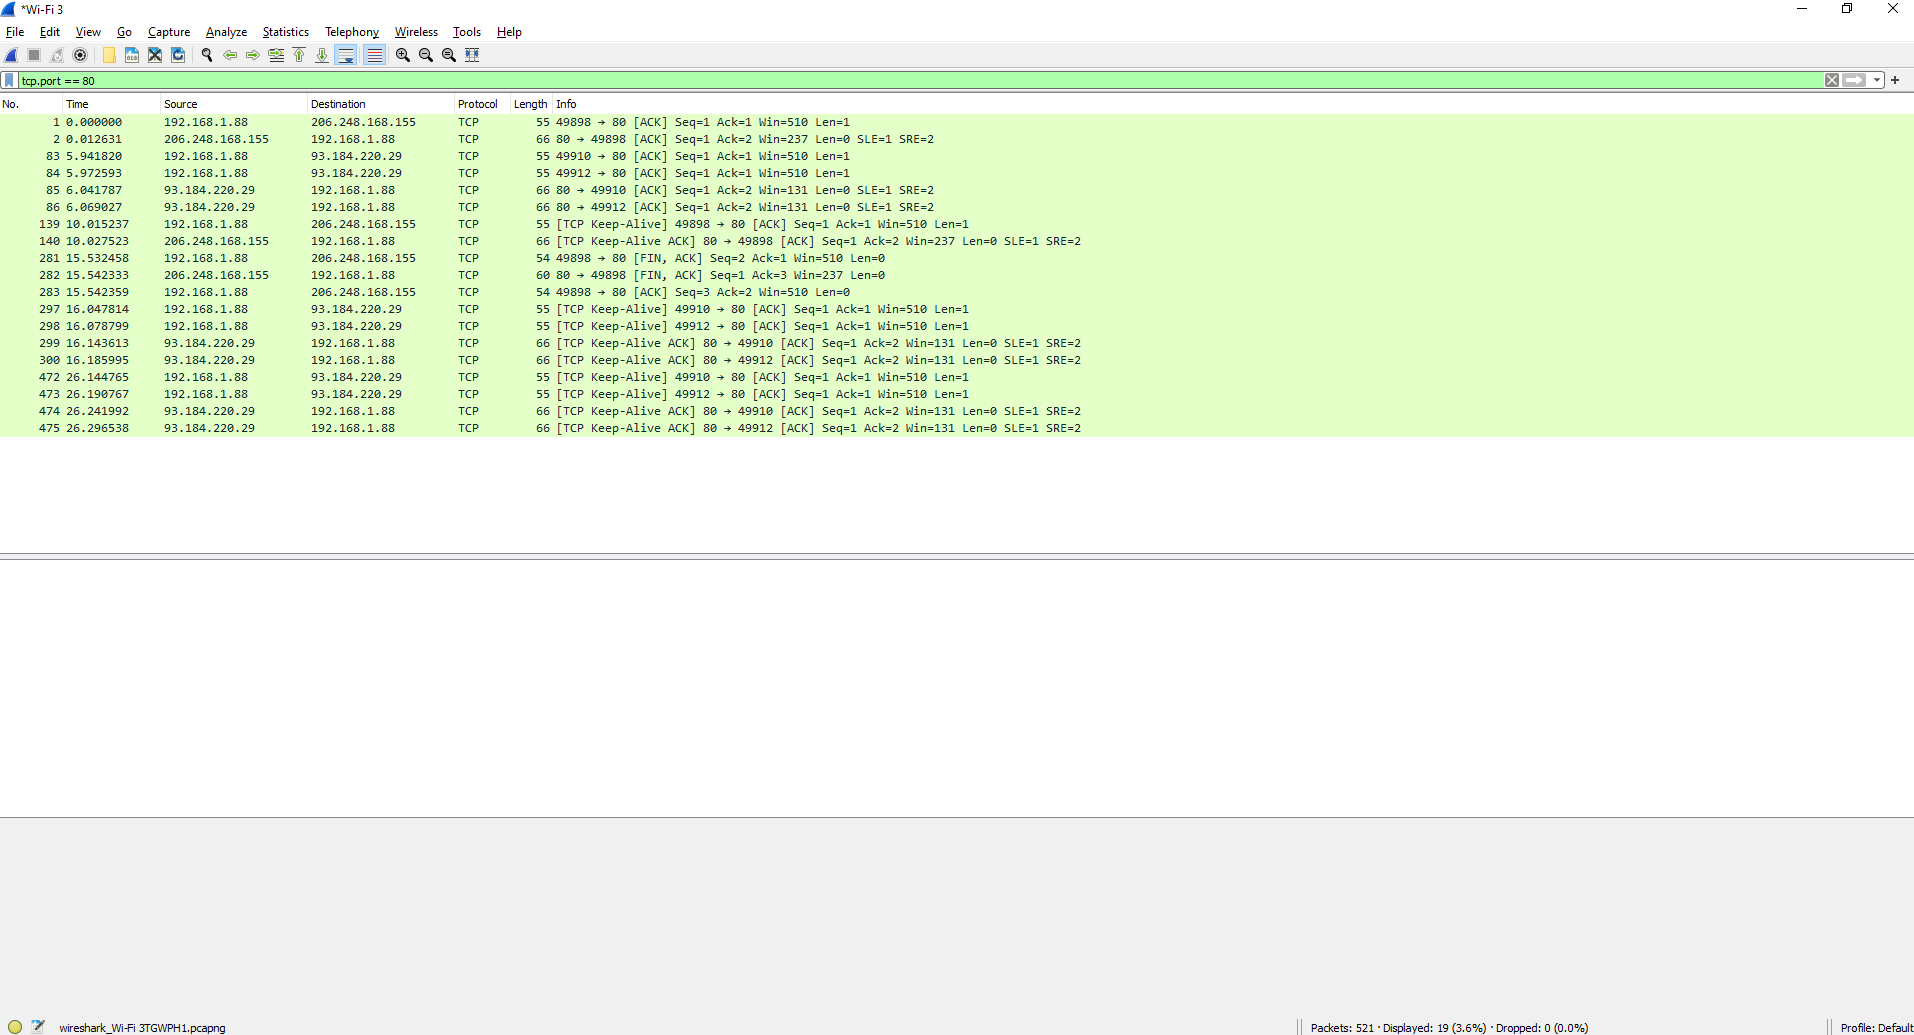 *Wi-Fi 3
File Edit View Go Capture Analyze Statistics Telephony Wireless Tools Help
tcp.port == 80
No. Time Source Destination Protocol Length Info
1 0.000000 192.168.1.88 206.248.168.155 TCP 55 49898 → 80 [ACK] Seq=1 Ack=1 Win=510 Len=1
2 0.012631 206.248.168.155 192.168.1.88 TCP 66 80 → 49898 [ACK] Seq=1 Ack=2 Win=237 Len=0 SLE=1 SRE=2
83 5.941820 192.168.1.88 93.184.220.29 TCP 55 49910 → 80 [ACK] Seq=1 Ack=1 Win=510 Len=1
84 5.972593 192.168.1.88 93.184.220.29 TCP 55 49912 → 80 [ACK] Seq=1 Ack=1 Win=510 Len=1
85 6.041787 93.184.220.29 192.168.1.88 TCP 66 80 → 49910 [ACK] Seq=1 Ack=2 Win=131 Len=0 SLE=1 SRE=2
86 6.069027 93.184.220.29 192.168.1.88 TCP 66 80 → 49912 [ACK] Seq=1 Ack=2 Win=131 Len=0 SLE=1 SRE=2
139 10.015237 192.168.1.88 206.248.168.155 TCP 55 [TCP Keep-Alive] 49898 → 80 [ACK] Seq=1 Ack=1 Win=510 Len=1
140 10.027523 206.248.168.155 192.168.1.88 TCP 66 [TCP Keep-Alive ACK] 80 → 49898 [ACK] Seq=1 Ack=2 Win=237 Len=0 SLE=1 SRE=2
281 15.532458 192.168.1.88 206.248.168.155 TCP 54 49898 → 80 [FIN, ACK] Seq=2 Ack=1 Win=510 Len=0
282 15.542333 206.248.168.155 192.168.1.88 TCP 60 80 → 49898 [FIN, ACK] Seq=1 Ack=3 Win=237 Len=0
283 15.542359 192.168.1.88 206.248.168.155 TCP 54 49898 → 80 [ACK] Seq=3 Ack=2 Win=510 Len=0
297 16.047814 192.168.1.88 93.184.220.29 TCP 55 [TCP Keep-Alive] 49910 → 80 [ACK] Seq=1 Ack=1 Win=510 Len=1
298 16.078799 192.168.1.88 93.184.220.29 TCP 55 [TCP Keep-Alive] 49912 → 80 [ACK] Seq=1 Ack=1 Win=510 Len=1
299 16.143613 93.184.220.29 192.168.1.88 TCP 66 [TCP Keep-Alive ACK] 80 → 49910 [ACK] Seq=1 Ack=2 Win=131 Len=0 SLE=1 SRE=2
300 16.185995 93.184.220.29 192.168.1.88 TCP 66 [TCP Keep-Alive ACK] 80 → 49912 [ACK] Seq=1 Ack=2 Win=131 Len=0 SLE=1 SRE=2
472 26.144765 192.168.1.88 93.184.220.29 TCP 55 [TCP Keep-Alive] 49910 → 80 [ACK] Seq=1 Ack=1 Win=510 Len=1
473 26.190767 192.168.1.88 93.184.220.29 TCP 55 [TCP Keep-Alive] 49912 → 80 [ACK] Seq=1 Ack=1 Win=510 Len=1
474 26.241992 93.184.220.29 192.168.1.88 TCP 66 [TCP Keep-Alive ACK] 80 → 49910 [ACK] Seq=1 Ack=2 Win=131 Len=0 SLE=1 SRE=2
475 26.296538 93.184.220.29 192.168.1.88 TCP 66 [TCP Keep-Alive ACK] 80 → 49912 [ACK] Seq=1 Ack=2 Win=131 Len=0 SLE=1 SRE=2
wireshark_Wi-Fi 3TGWPH1.pcapng Packets: 521 · Displayed: 19 (3.6%) · Dropped: 0 (0.0%) Profile: Default